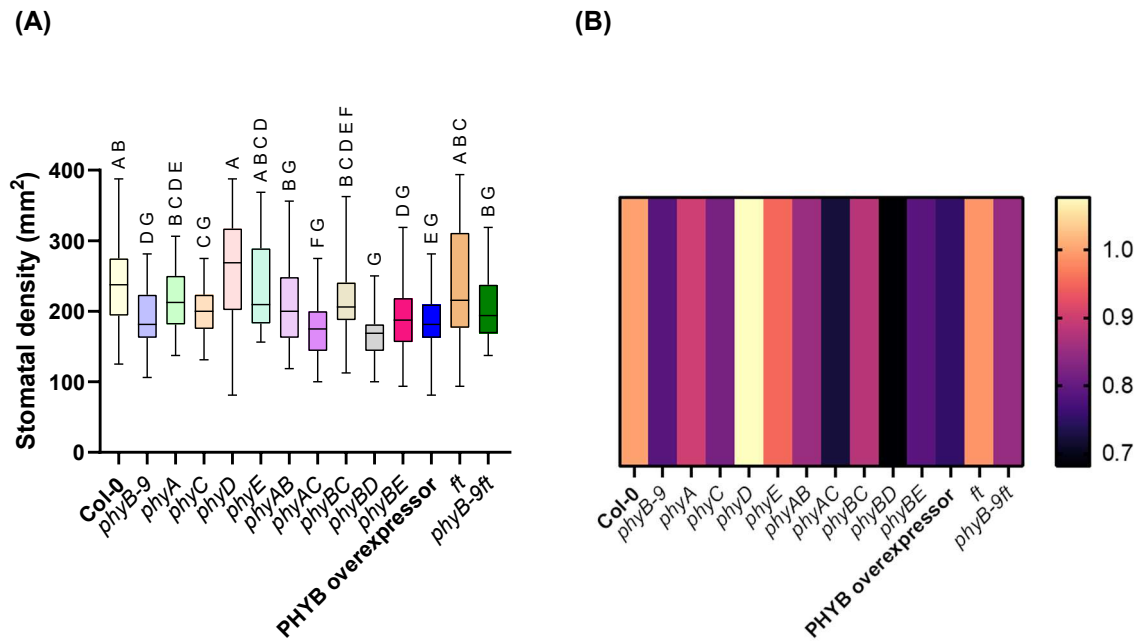 (A)
(B)
Stomatal density (mm2)
400
300
200
100
0
A B
D G
B C D E
C G
A
A B C D
B G
F G
B C D E F
G
D G
E G
A B C
B G
Col-0
phyB-9
phyA
phyC
phyD
phyE
phyAB
phyAC
phyBC
phyBD
phyBE
PHYB overexpressor
ft
phyB-9ft
1.0
0.9
0.8
0.7
Col-0
phyB-9
phyA
phyC
phyD
phyE
phyAB
phyAC
phyBC
phyBD
phyBE
PHYB overexpressor
ft
phyB-9ft